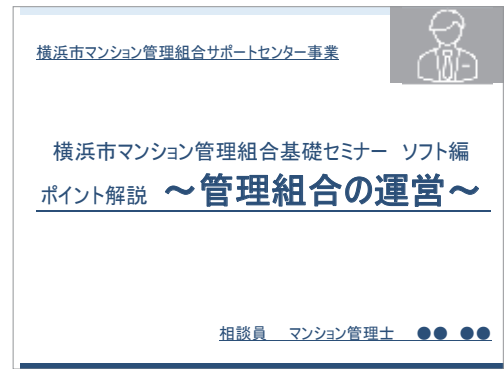 横浜市マンション管理組合サポートセンター事業
横浜市マンション管理組合基礎セミナー　ソフト編
ポイント解説　～管理組合の運営～
相談員　マンション管理士　●●　●●